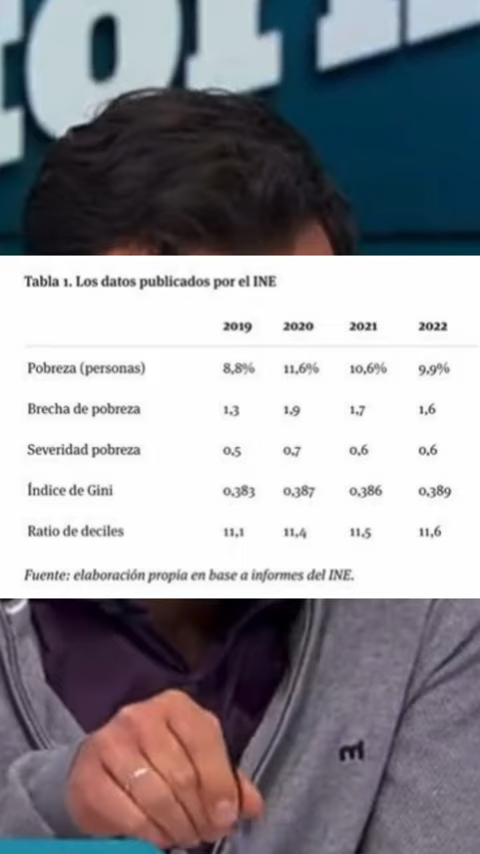 Tabla 1. Los datos publicados por el INE
2019 2020 2021 2022
Pobreza (personas) 8,8% 11,6% 10,6% 9,9%
Brecha de pobreza 1,3 1,9 1,7 1,6
Severidad pobreza 0,5 0,7 0,6 0,6
Índice de Gini 0,383 0,387 0,386 0,389
Ratio de deciles 11,1 11,4 11,5 11,6
Fuente: elaboración propia en base a informes del INE.